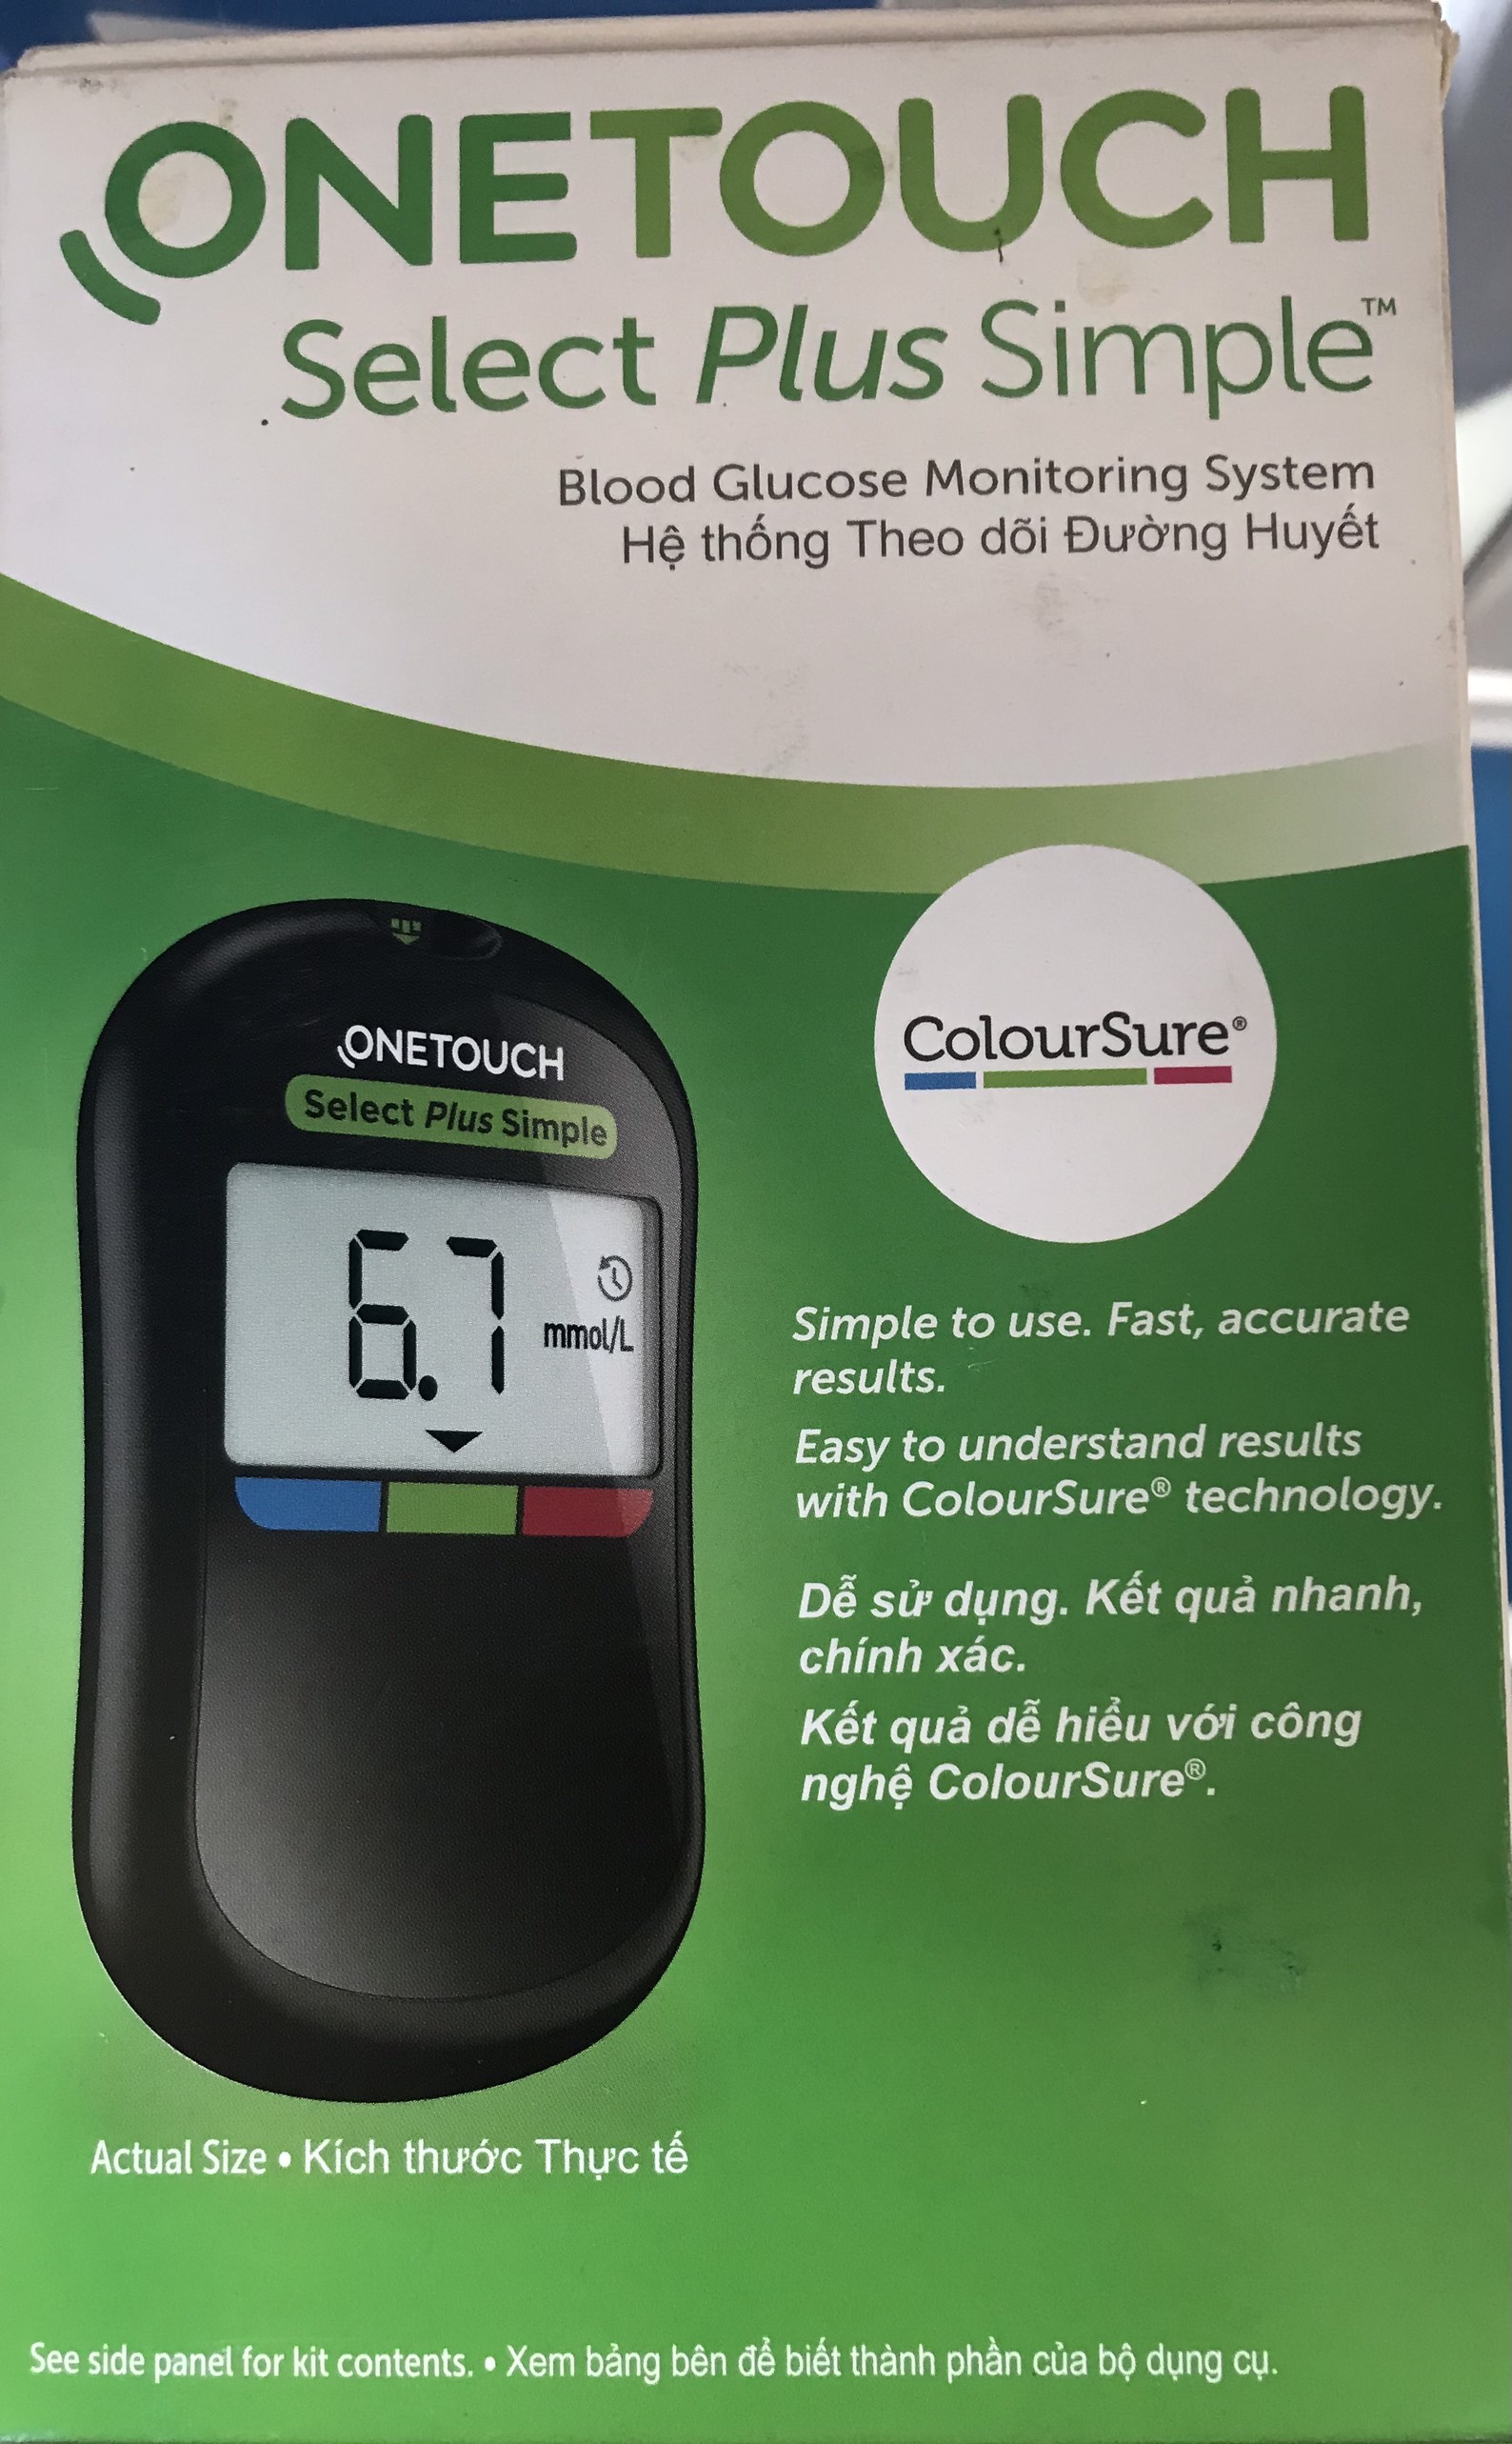 ONETOUCH
Select Plus Simple™
Blood Glucose Monitoring System
Hệ thống Theo dõi Đường Huyết
ONETOUCH
Select Plus Simple
6.7
mmol/L
ColourSure®
Simple to use. Fast, accurate
results.
Easy to understand results
with ColourSure® technology.
Dễ sử dụng. Kết quả nhanh,
chính xác.
Kết quả dễ hiểu với công
nghệ ColourSure®.
Actual Size • Kích thước Thực tế
See side panel for kit contents. • Xem bảng bên để biết thành phần của bộ dụng cụ.